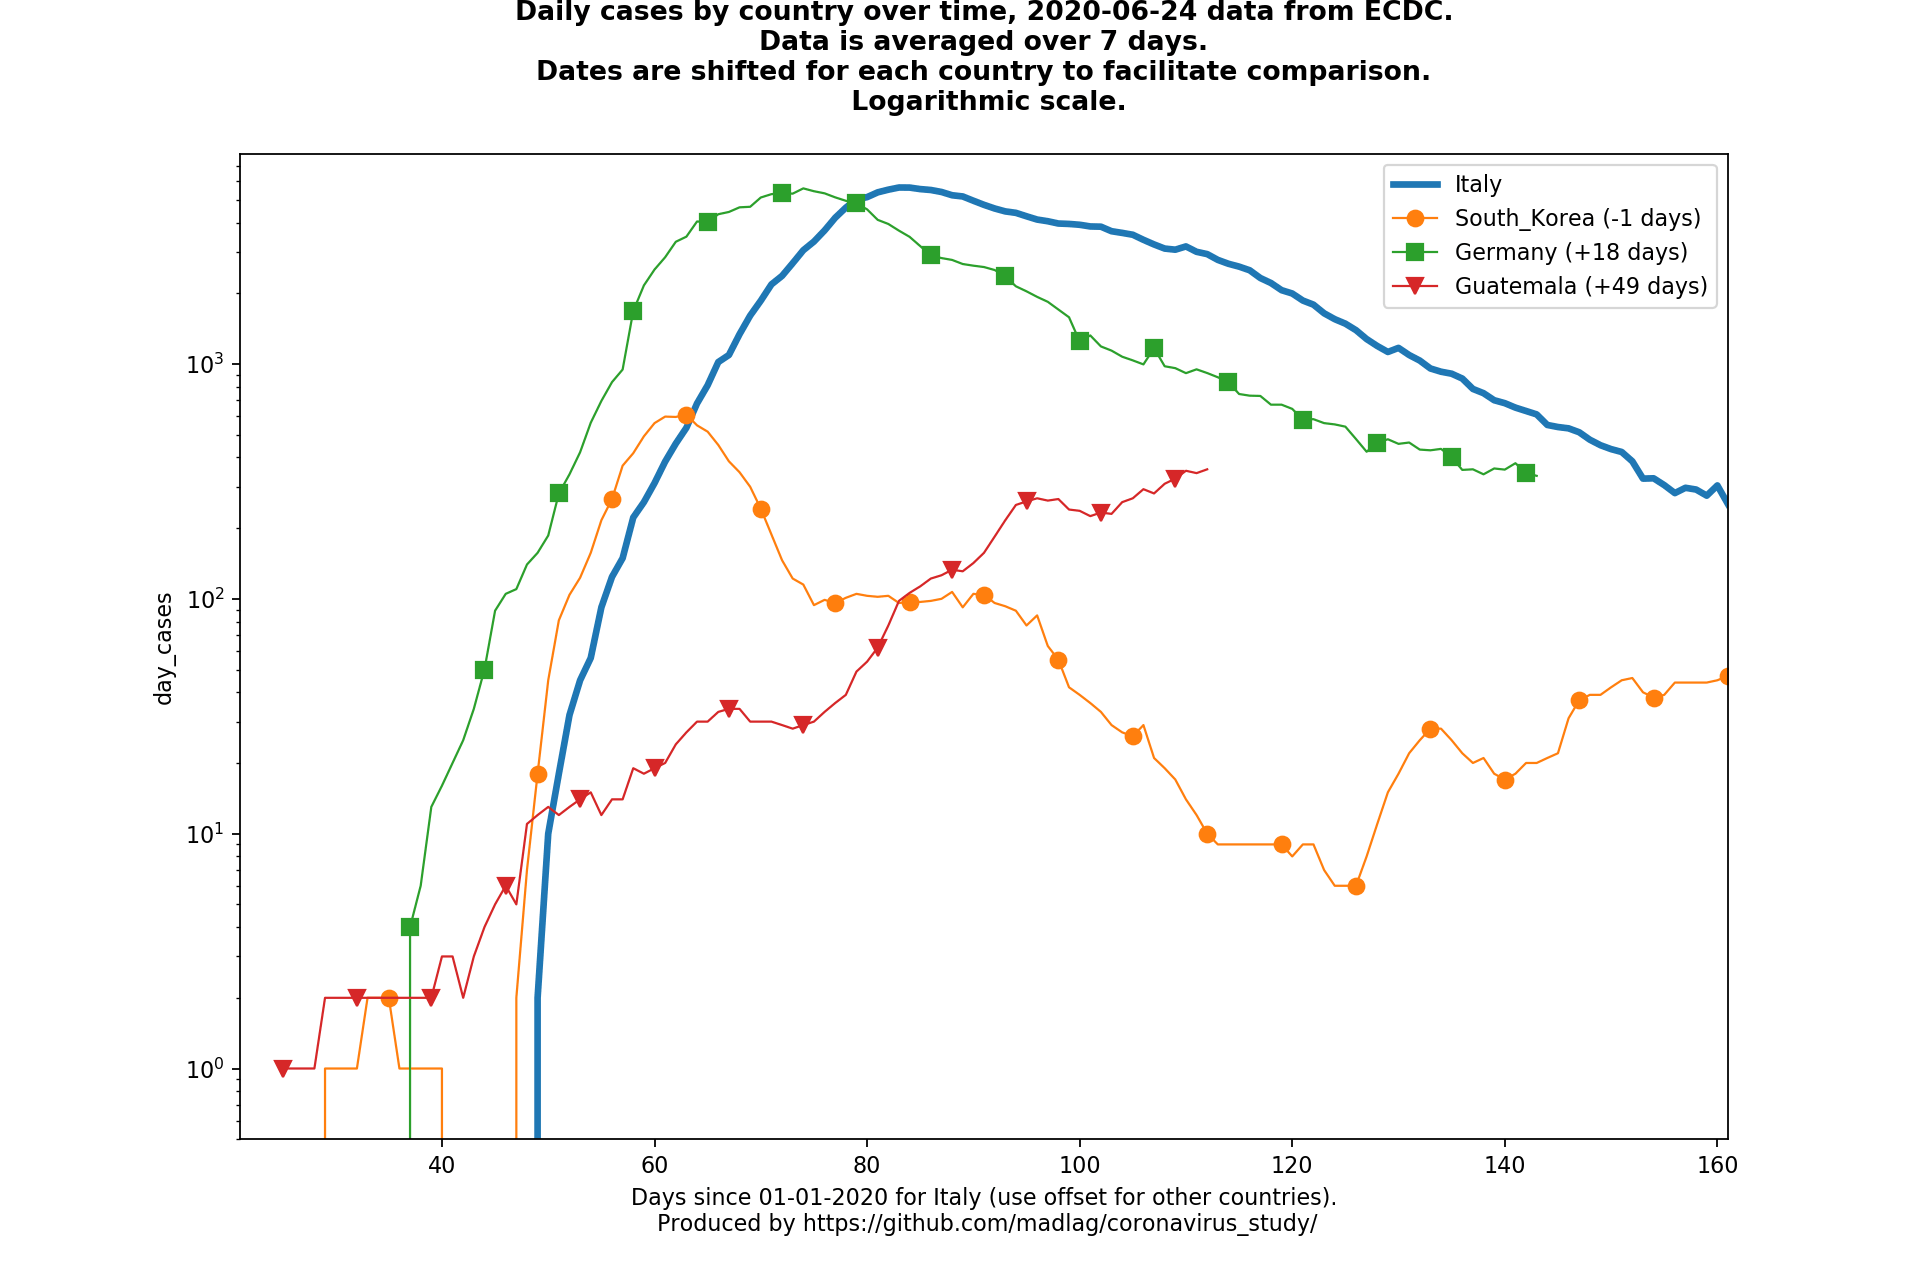 Daily cases by country over time, 2020-06-24 data from ECDC.
Data is averaged over 7 days.
Dates are shifted for each country to facilitate comparison.
Logarithmic scale.
Italy
South_Korea (-1 days)
Germany (+18 days)
Guatemala (+49 days)
10³
10²
10¹
10⁰
day_cases
40 60 80 100 120 140 160
Days since 01-01-2020 for Italy (use offset for other countries).
Produced by https://github.com/madlag/coronavirus_study/